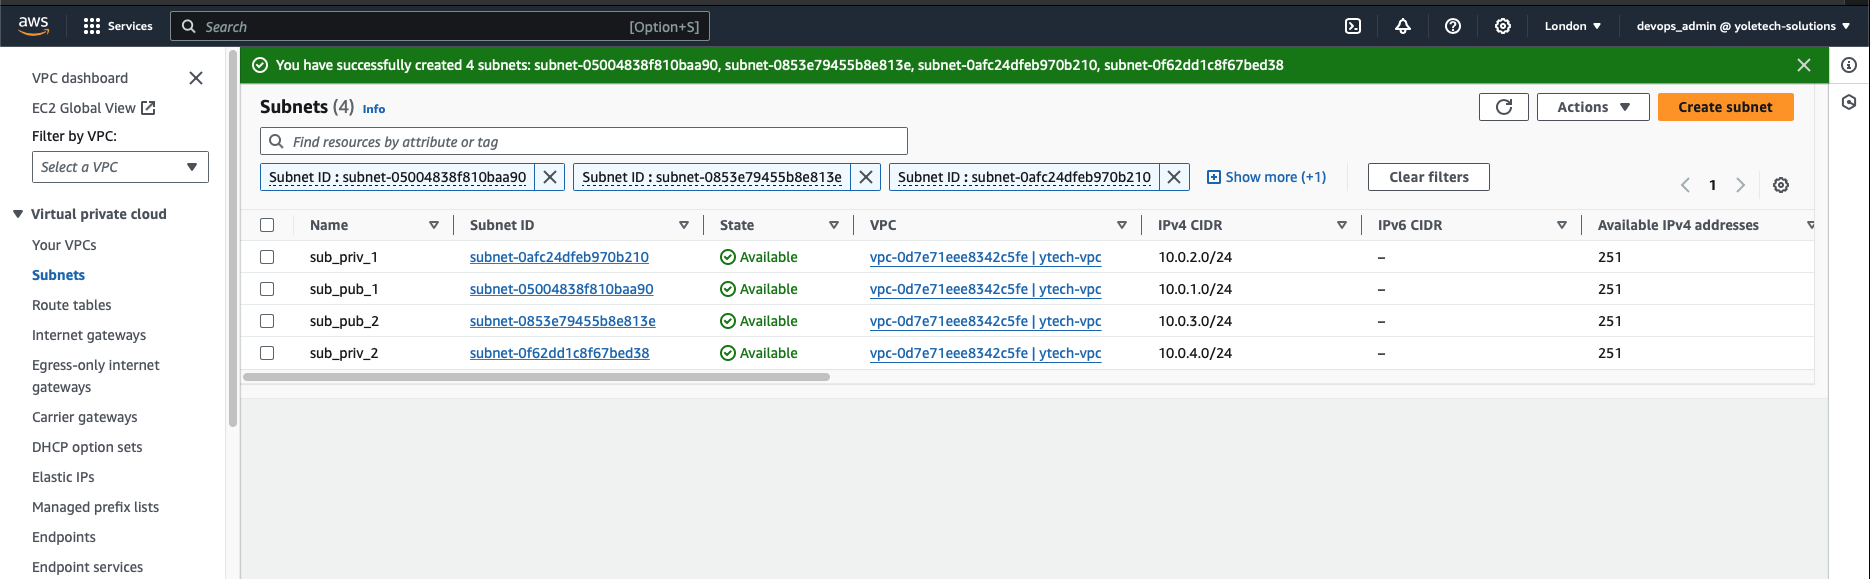 aws
Services
Search [Option+S]
London
devops_admin @ yoletech-solutions
VPC dashboard
EC2 Global View
Filter by VPC:
Select a VPC
Virtual private cloud
Your VPCs
Subnets
Route tables
Internet gateways
Egress-only internet
gateways
Carrier gateways
DHCP option sets
Elastic IPs
Managed prefix lists
Endpoints
Endpoint services
You have successfully created 4 subnets: subnet-05004838f810baa90, subnet-0853e79455b8e813e, subnet-0afc24dfeb970b210, subnet-0f62dd1c8f67bed38
Subnets (4) Info
Actions
Create subnet
Find resources by attribute or tag
Subnet ID : subnet-05004838f810baa90
Subnet ID : subnet-0853e79455b8e813e
Subnet ID : subnet-0afc24dfeb970b210
Show more (+1)
Clear filters
1
Name Subnet ID State VPC IPv4 CIDR IPv6 CIDR Available IPv4 addresses
sub_priv_1 subnet-0afc24dfeb970b210 Available vpc-0d7e71eee8342c5fe | ytech-vpc 10.0.2.0/24 – 251
sub_pub_1 subnet-05004838f810baa90 Available vpc-0d7e71eee8342c5fe | ytech-vpc 10.0.1.0/24 – 251
sub_pub_2 subnet-0853e79455b8e813e Available vpc-0d7e71eee8342c5fe | ytech-vpc 10.0.3.0/24 – 251
sub_priv_2 subnet-0f62dd1c8f67bed38 Available vpc-0d7e71eee8342c5fe | ytech-vpc 10.0.4.0/24 – 251